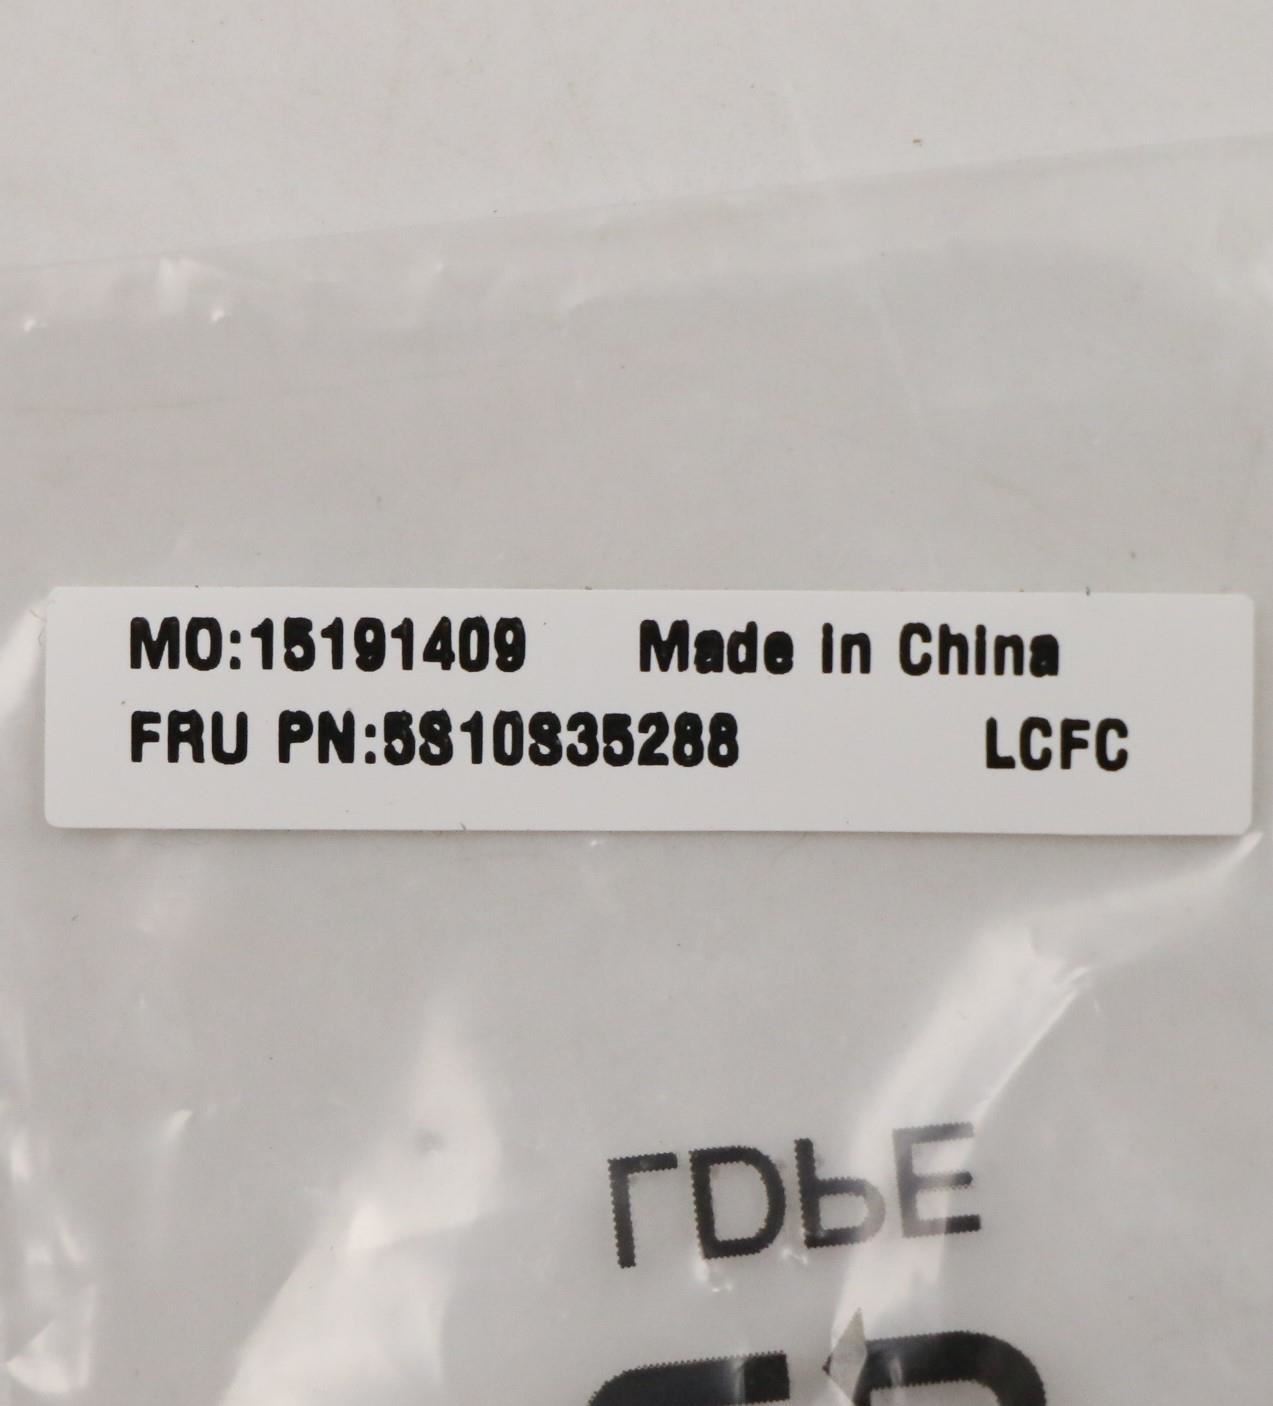 MO:15191409 Made in China
FRU PN:5S10S35288 LCFC
LDPE